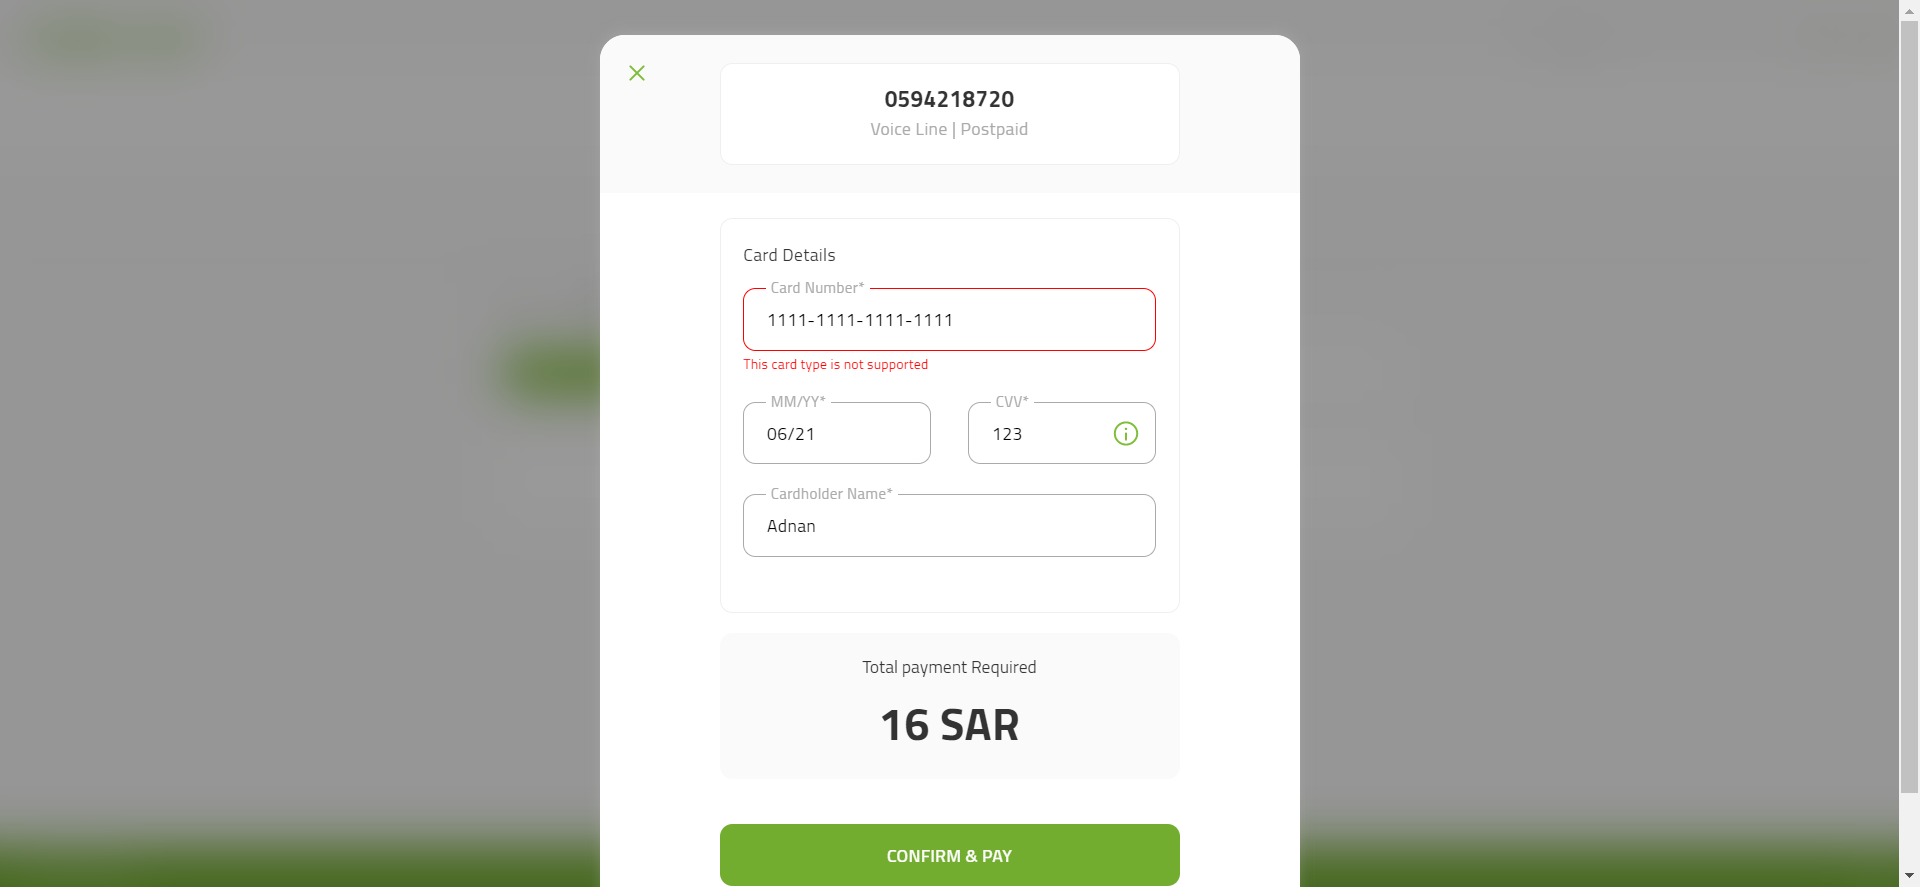 0594218720
Voice Line | Postpaid
Card Details
Card Number*
1111-1111-1111-1111
This card type is not supported
MM/YY*
CVV*
06/21
123
Cardholder Name*
Adnan
Total payment Required
16 SAR
CONFIRM & PAY